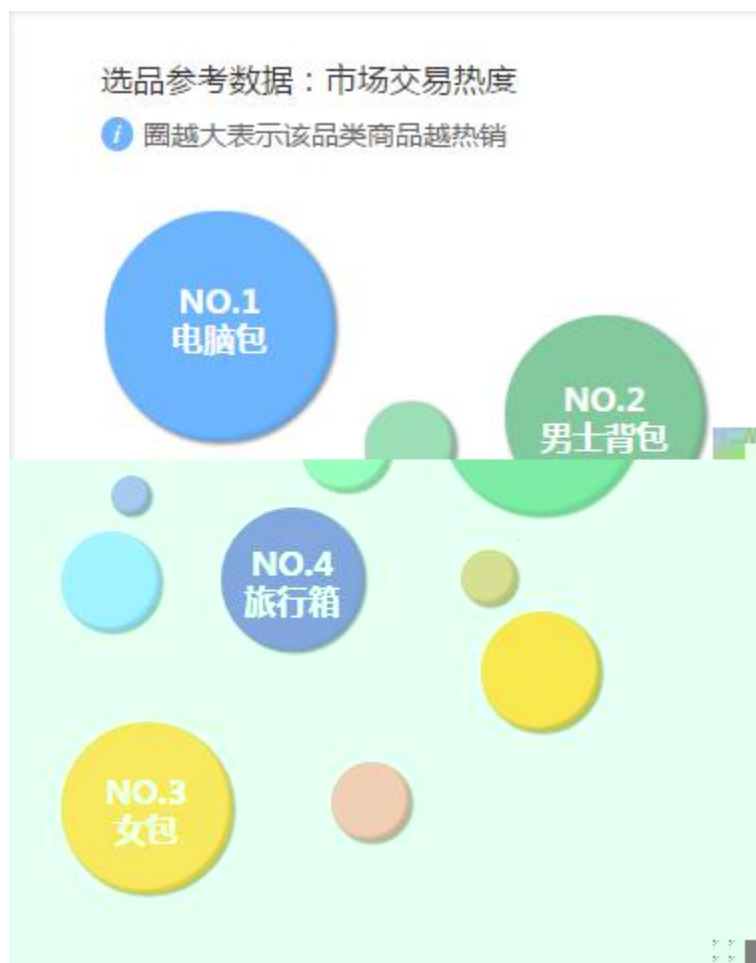 选品参考数据：市场交易热度
i 圈越大表示该品类商品越热销
NO.1
电脑包
NO.2
男士背包
NO.4
旅行箱
NO.3
女包